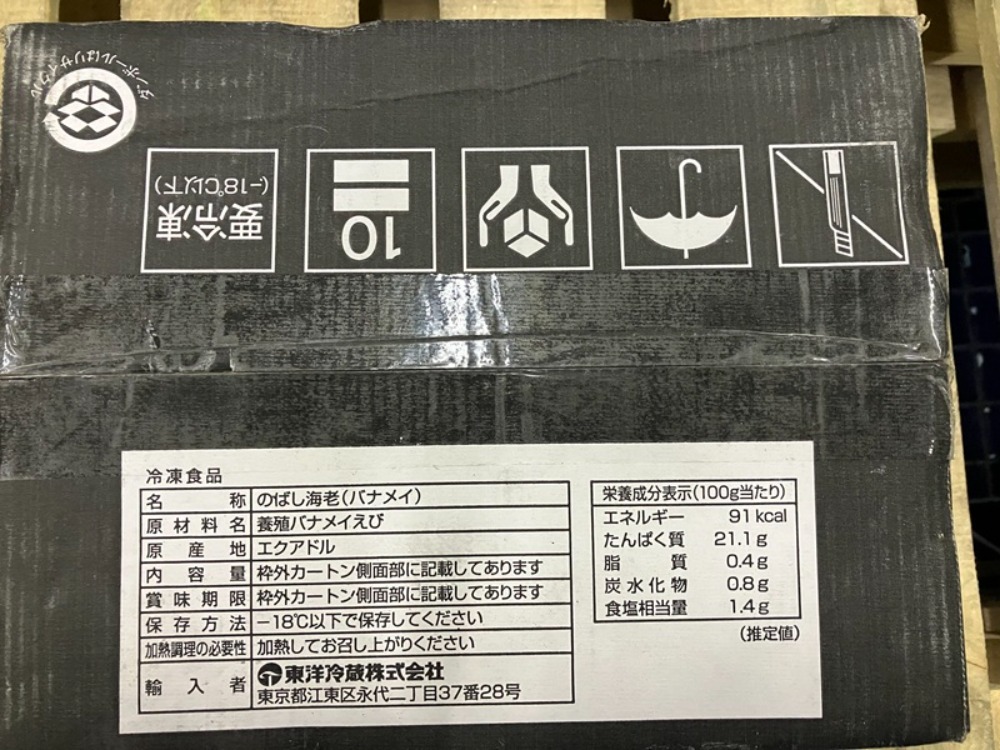 ダンボールはリサイクル
要冷凍
(-18℃以下)
10
冷凍食品
名称 のばし海老(バナメイ)
原材料名 養殖バナメイえび
原産地 エクアドル
内容量 枠外カートン側面部に記載してあります
賞味期限 枠外カートン側面部に記載してあります
保存方法 -18℃以下で保存してください
加熱調理の必要性 加熱してお召し上がりください
輸入者 東洋冷蔵株式会社
東京都江東区永代二丁目37番28号
栄養成分表示(100g当たり)
エネルギー 91kcal
たんぱく質 21.1g
脂質 0.4g
炭水化物 0.8g
食塩相当量 1.4g
(推定値)